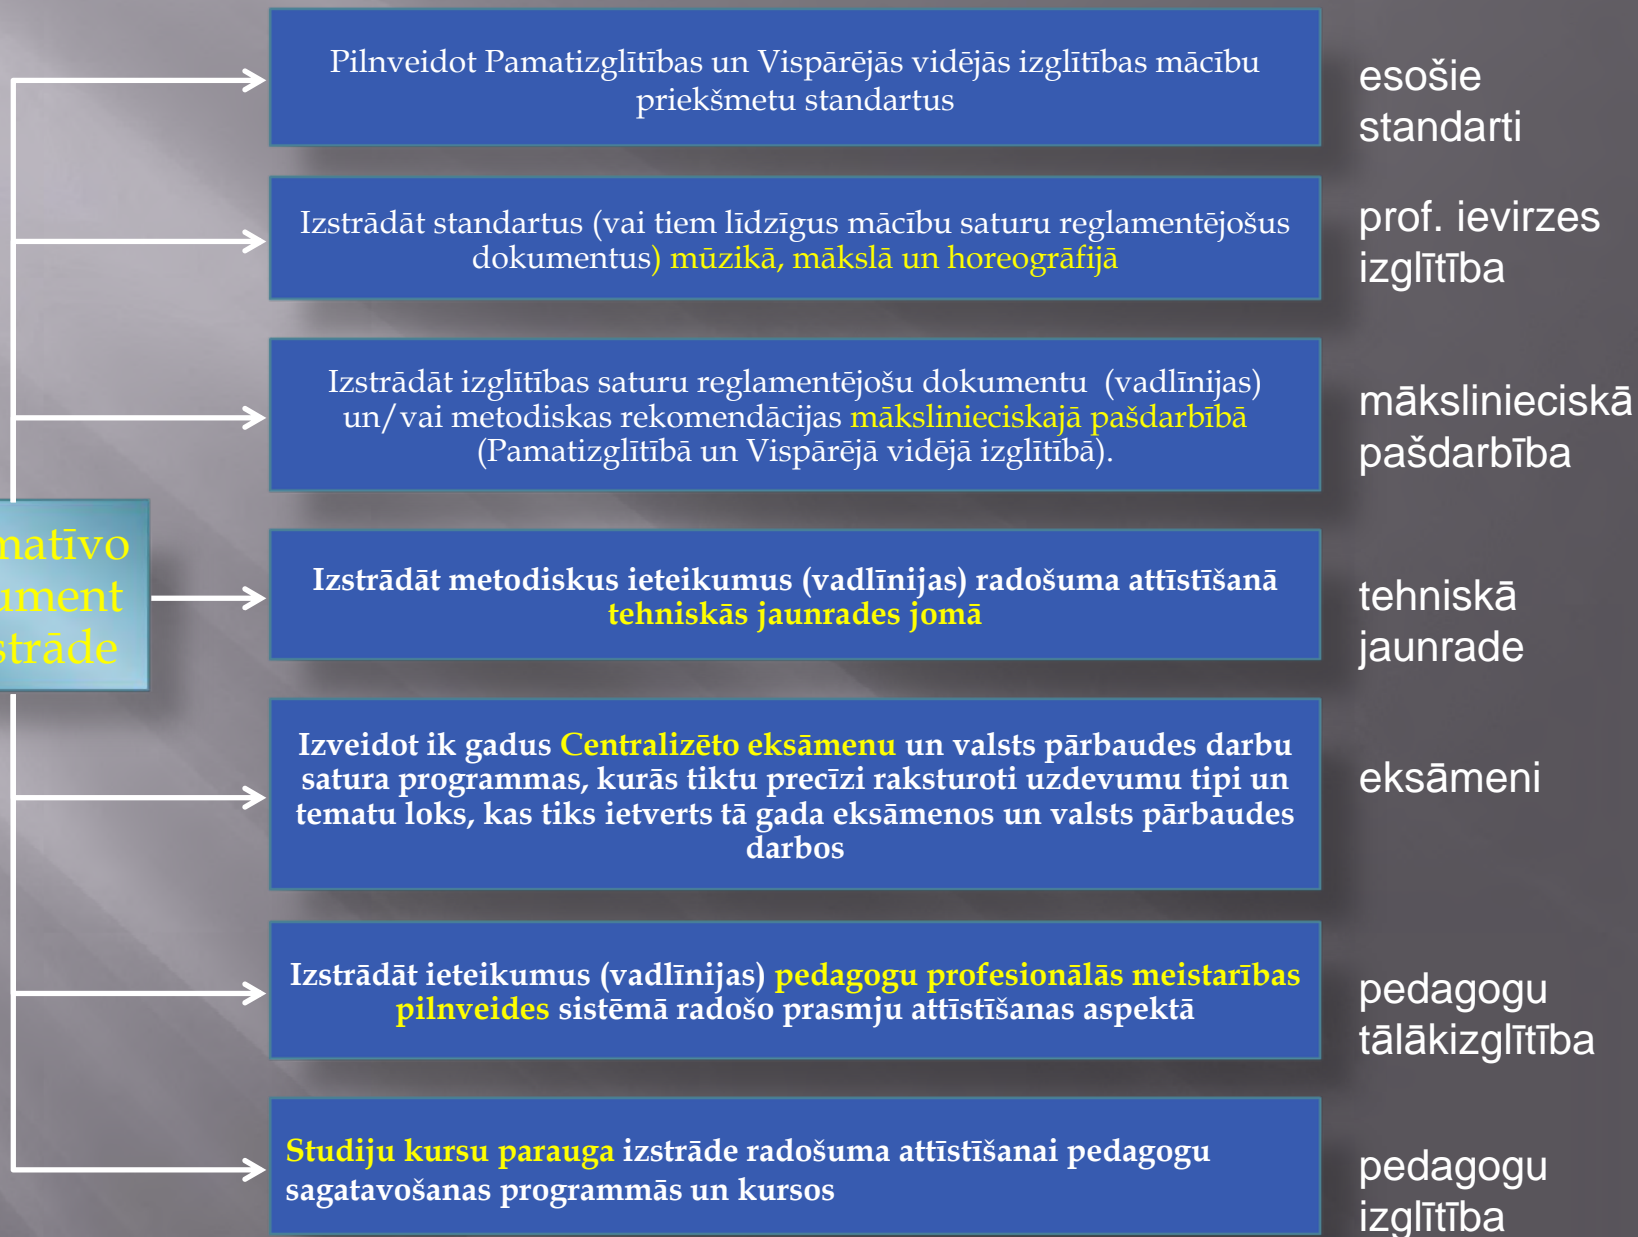 Pilnveidot Pamatizglītības un Vispārējās vidējās izglītības mācību
priekšmetu standartus
esošie
standarti
Izstrādāt standartus (vai tiem līdzīgus mācību saturu reglamentējošus
dokumentus) mūzikā, mākslā un horeogrāfijā
prof. ievirzes
izglītība
Izstrādāt izglītības saturu reglamentējošu dokumentu (vadlīnijas)
un/vai metodiskas rekomendācijas mākslinieciskajā pašdarbībā
(Pamatizglītībā un Vispārējā vidējā izglītībā).
mākslinieciskā
pašdarbība
matīvo
ument
strāde
Izstrādāt metodiskus ieteikumus (vadlīnijas) radošuma attīstīšanā
tehniskās jaunrades jomā
tehniskā
jaunrade
Izveidot ik gadus Centralizēto eksāmenu un valsts pārbaudes darbu
satura programmas, kurās tiktu precīzi raksturoti uzdevumu tipi un
tematu loks, kas tiks ietverts tā gada eksāmenos un valsts pārbaudes
darbos
eksāmeni
Izstrādāt ieteikumus (vadlīnijas) pedagogu profesionālās meistarības
pilnveides sistēmā radošo prasmju attīstīšanas aspektā
pedagogu
tālākizglītība
Studiju kursu parauga izstrāde radošuma attīstīšanai pedagogu
sagatavošanas programmās un kursos
pedagogu
izglītība